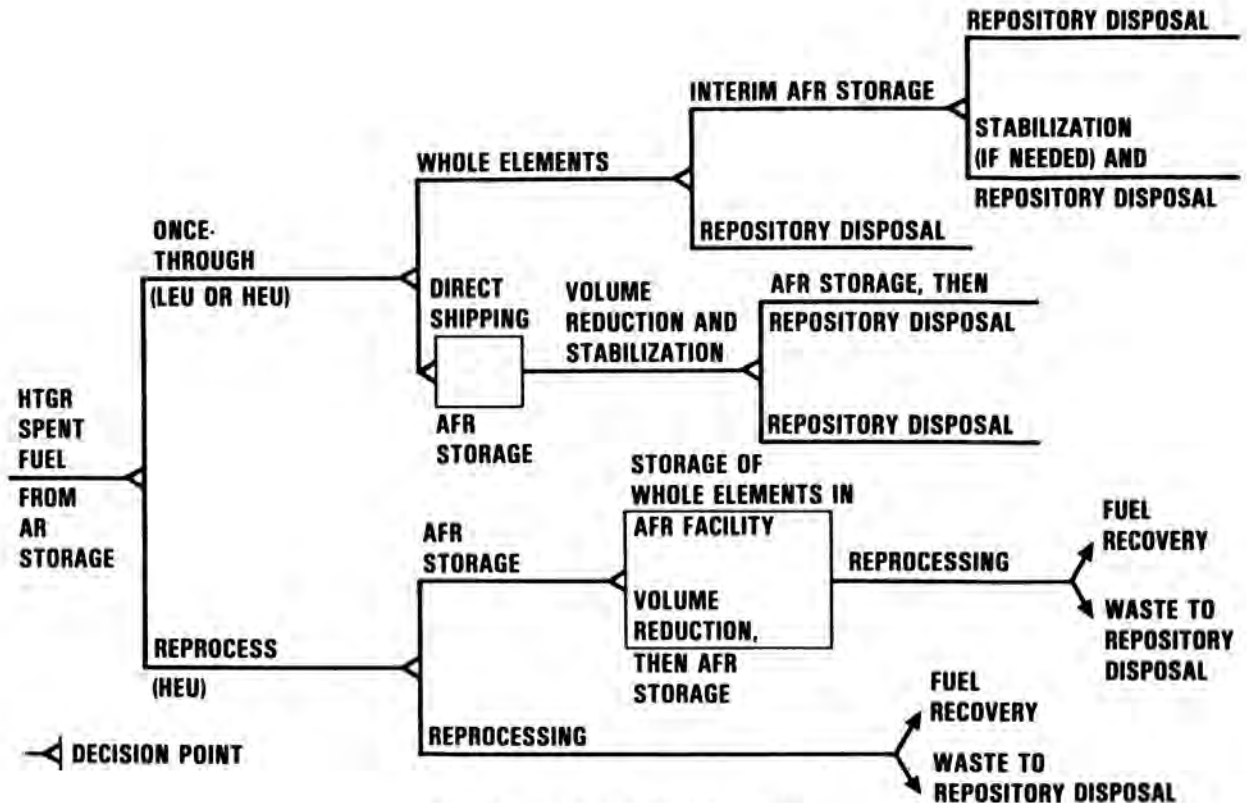 REPOSITORY DISPOSAL
INTERIM AFR STORAGE
STABILIZATION
(IF NEEDED) AND
REPOSITORY DISPOSAL
WHOLE ELEMENTS
REPOSITORY DISPOSAL
ONCE-
THROUGH
(LEU OR HEU)
DIRECT
SHIPPING
AFR
STORAGE
VOLUME
REDUCTION AND
STABILIZATION
AFR STORAGE, THEN
REPOSITORY DISPOSAL
REPOSITORY DISPOSAL
HTGR
SPENT
FUEL
FROM
AR
STORAGE
REPROCESS
(HEU)
AFR
STORAGE
STORAGE OF
WHOLE ELEMENTS IN
AFR FACILITY
VOLUME
REDUCTION,
THEN AFR
STORAGE
REPROCESSING
FUEL
RECOVERY
WASTE TO
REPOSITORY
DISPOSAL
REPROCESSING
FUEL
RECOVERY
WASTE TO
REPOSITORY DISPOSAL
DECISION POINT